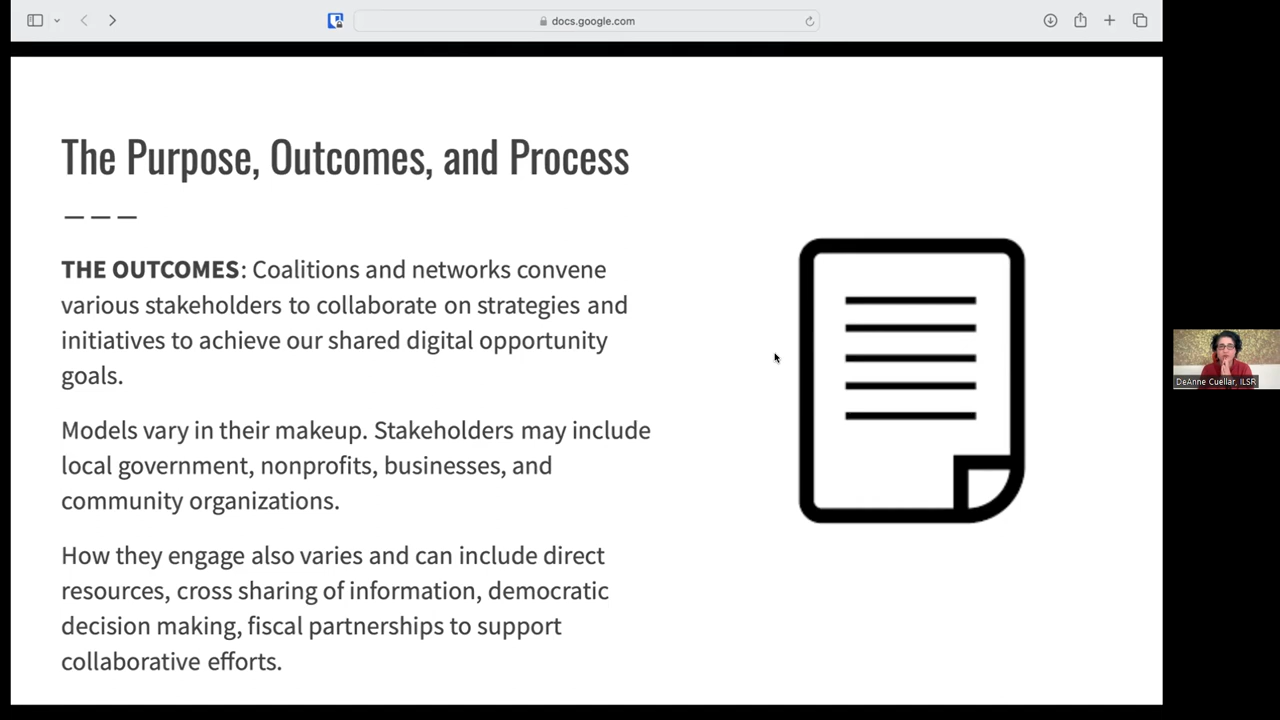 docs.google.com
The Purpose, Outcomes, and Process
THE OUTCOMES: Coalitions and networks convene
various stakeholders to collaborate on strategies and
initiatives to achieve our shared digital opportunity
goals.
Models vary in their makeup. Stakeholders may include
local government, nonprofits, businesses, and
community organizations.
How they engage also varies and can include direct
resources, cross sharing of information, democratic
decision making, fiscal partnerships to support
collaborative efforts.
DeAnne Cuellar, ILSR